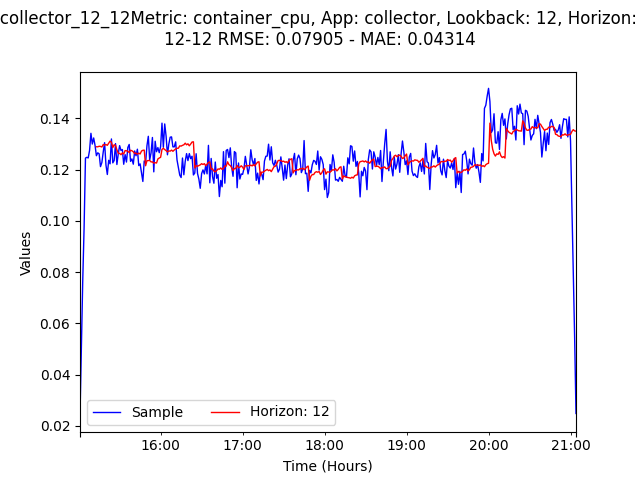 collector_12_12Metric: container_cpu, App: collector, Lookback: 12, Horizon:
12-12 RMSE: 0.07905 - MAE: 0.04314
0.14
0.12
0.10
0.08
0.06
0.04
0.02
Values
Sample
Horizon: 12
16:00
17:00
18:00
19:00
20:00
21:00
Time (Hours)